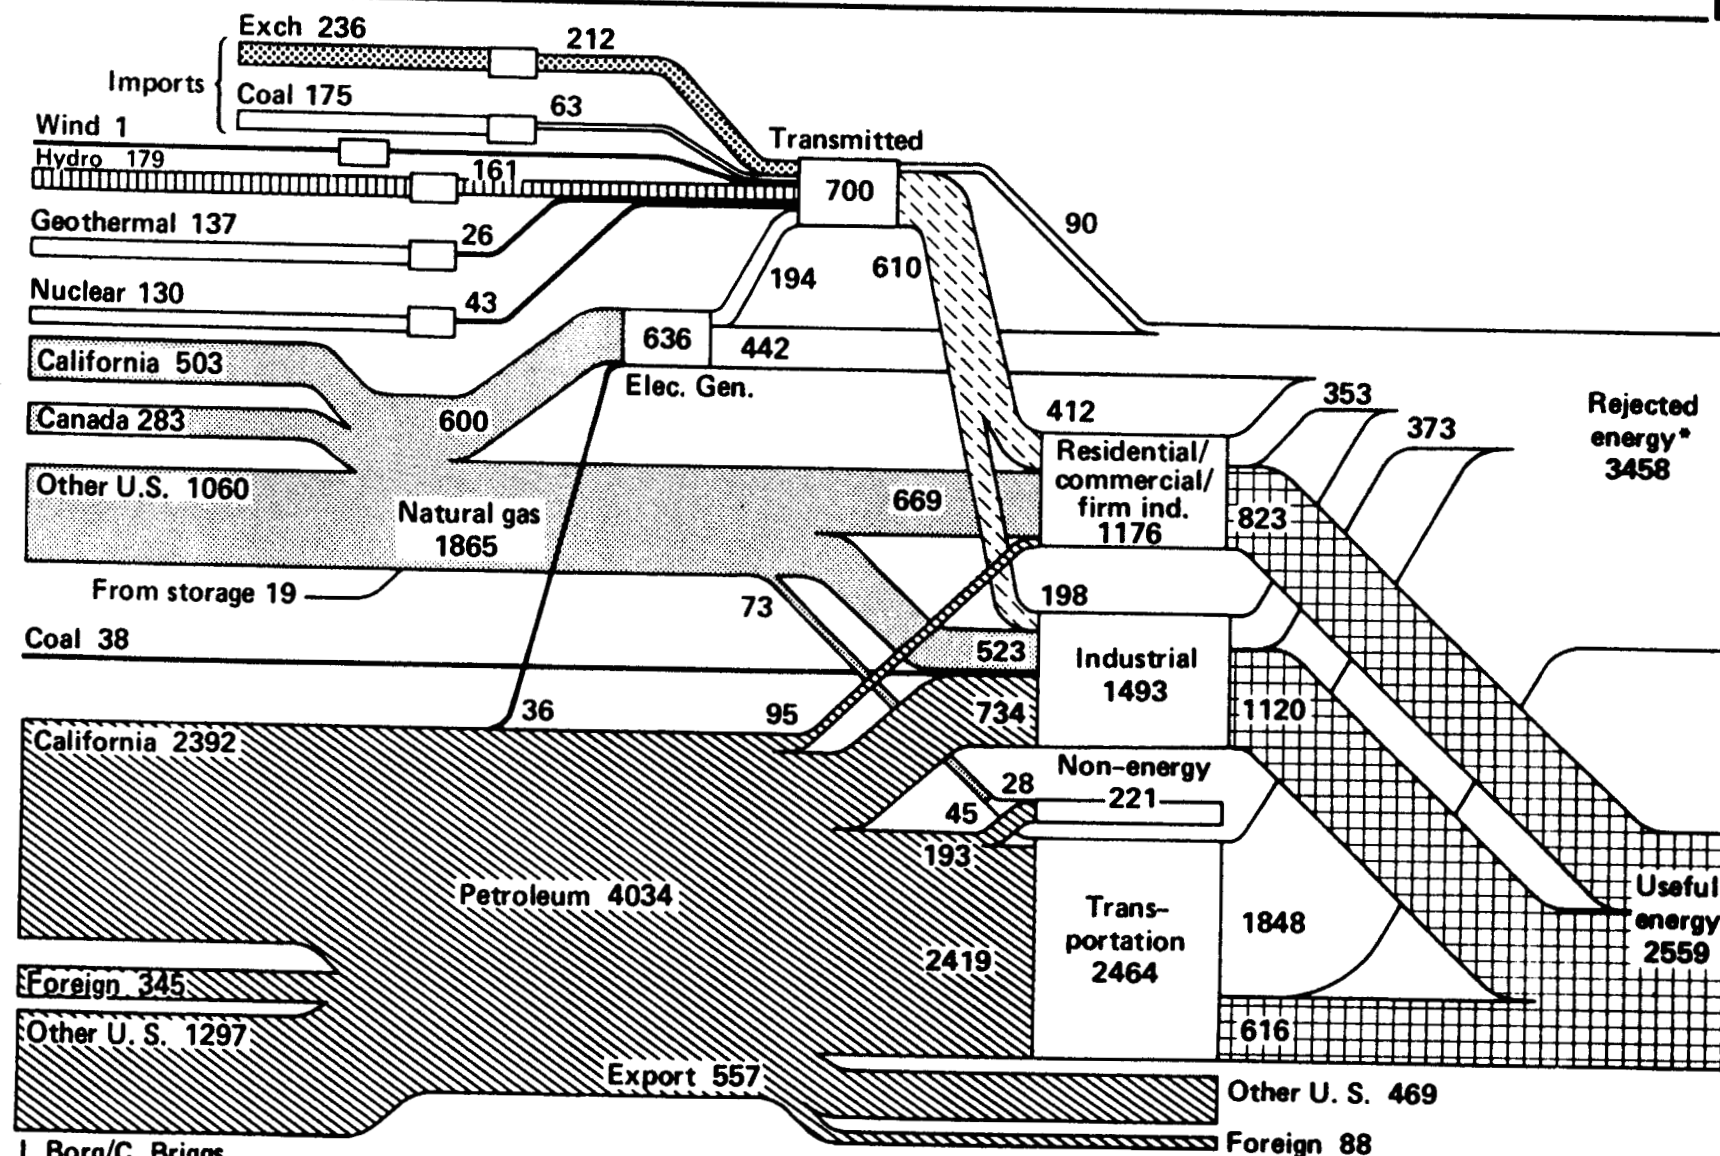 Exch 236
212
Imports
Coal 175
63
Wind 1
Transmitted
Hydro 179
161
700
Geothermal 137
26
90
610
194
Nuclear 130
43
636
442
California 503
Elec. Gen.
353
Rejected
energy*
3458
Canada 283
600
412
373
Residential/
commercial/
firm ind.
1176
Other U.S. 1060
669
823
Natural gas
1865
From storage 19
73
198
Coal 38
523
Industrial
1493
36
95
734
1120
California 2392
Non-energy
221
28
45
193
Petroleum 4034
Useful
energy
2559
Trans-
portation
2464
1848
2419
Foreign 345
Other U. S. 1297
616
Export 557
Other U. S. 469
Foreign 88
I. Borg/C. Briggs